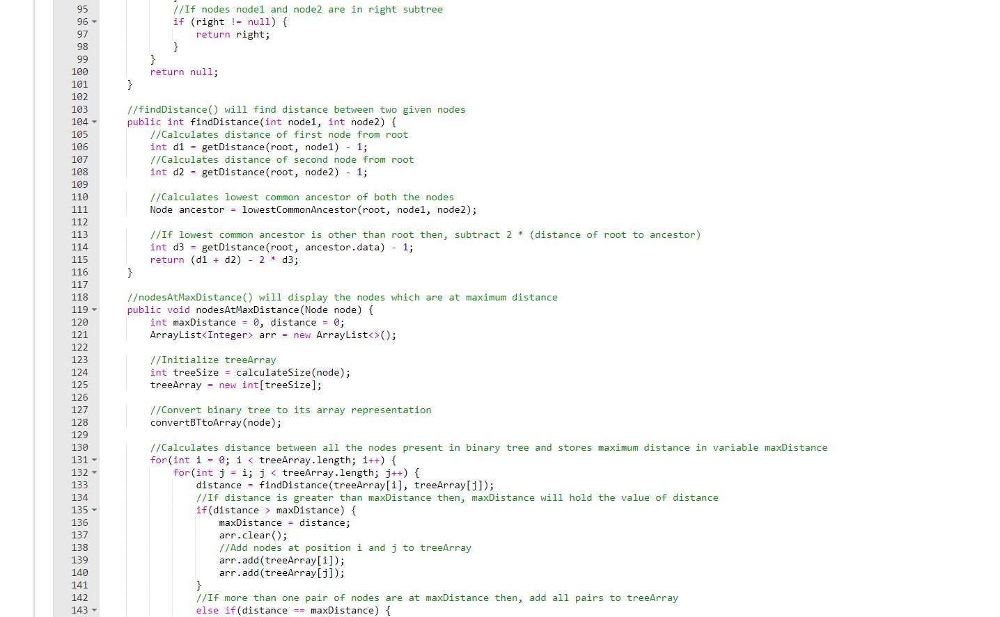 95 //If nodes node1 and node2 are in right subtree
96 if (right != null) {
97 return right;
98 }
99 }
100 return null;
101 }
102
103 //findDistance() will find distance between two given nodes
104 public int findDistance(int node1, int node2) {
105 //Calculates distance of first node from root
106 int d1 = getDistance(root, node1) - 1;
107 //Calculates distance of second node from root
108 int d2 = getDistance(root, node2) - 1;
109
110 //Calculates lowest common ancestor of both the nodes
111 Node ancestor = lowestCommonAncestor(root, node1, node2);
112
113 //If lowest common ancestor is other than root then, subtract 2 * (distance of root to ancestor)
114 int d3 = getDistance(root, ancestor.data) - 1;
115 return (d1 + d2) - 2 * d3;
116 }
117
118 //nodesAtMaxDistance() will display the nodes which are at maximum distance
119 public void nodesAtMaxDistance(Node node) {
120 int maxDistance = 0, distance = 0;
121 ArrayList<Integer> arr = new ArrayList<>();
122
123 //Initialize treeArray
124 int treeSize = calculateSize(node);
125 treeArray = new int[treeSize];
126
127 //Convert binary tree to its array representation
128 convertBTtoArray(node);
129
130 //Calculates distance between all the nodes present in binary tree and stores maximum distance in variable maxDistance
131 for(int i = 0; i < treeArray.length; i++) {
132 for(int j = i; j < treeArray.length; j++) {
133 distance = findDistance(treeArray[i], treeArray[j]);
134 //If distance is greater than maxDistance then, maxDistance will hold the value of distance
135 if(distance > maxDistance) {
136 maxDistance = distance;
137 arr.clear();
138 //Add nodes at position i and j to treeArray
139 arr.add(treeArray[i]);
140 arr.add(treeArray[j]);
141 }
142 //If more than one pair of nodes are at maxDistance then, add all pairs to treeArray
143 else if(distance == maxDistance) {